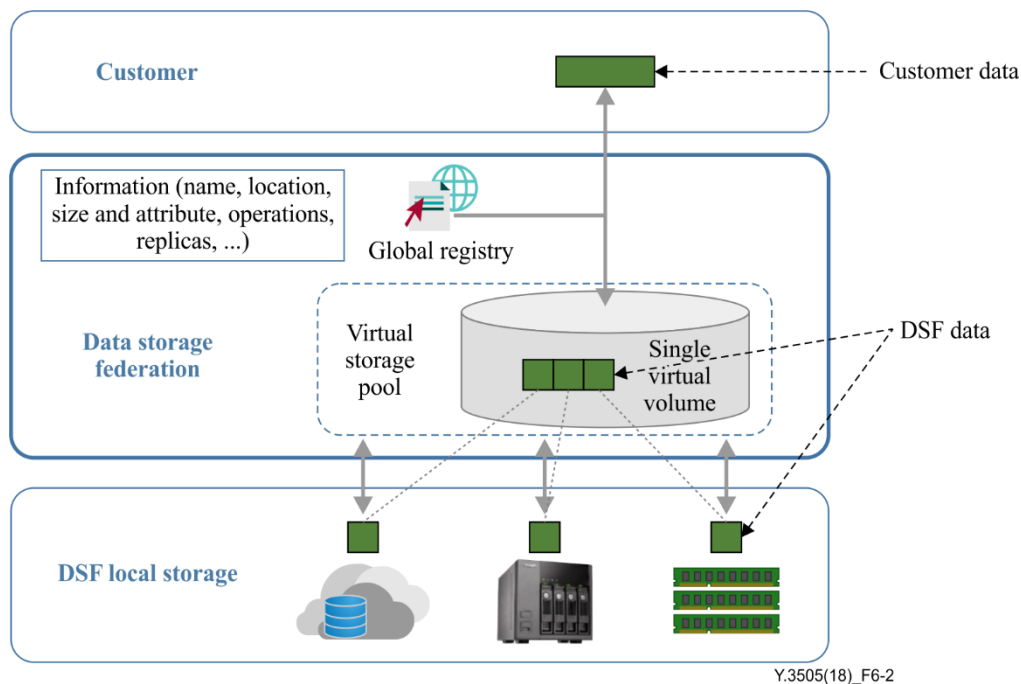 Customer
Customer data
Information (name, location,
size and attribute, operations,
replicas, ...)
Global registry
Data storage
federation
Virtual
storage
pool
Single
virtual
volume
DSF data
DSF local storage
Y.3505(18)_F6-2